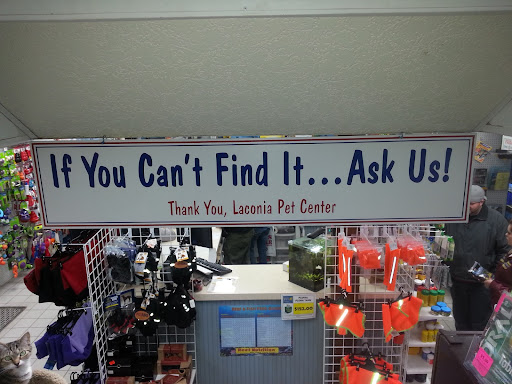 If You Can't Find It...Ask Us!
Thank You, Laconia Pet Center